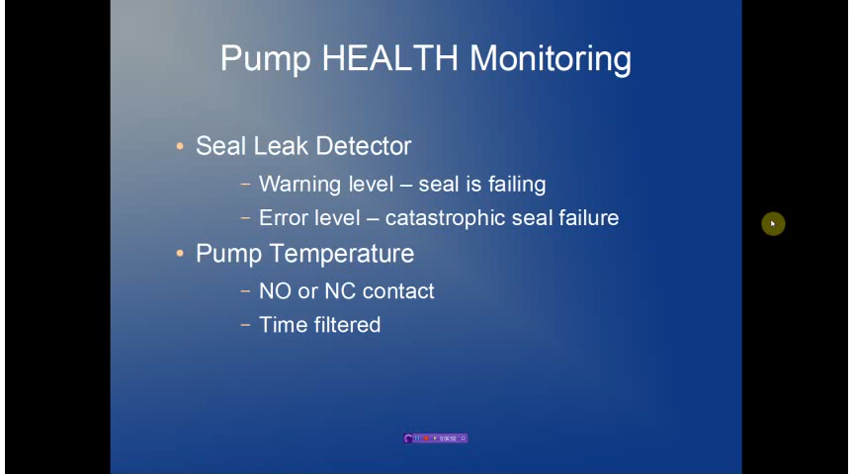 Pump HEALTH Monitoring
• Seal Leak Detector
– Warning level – seal is failing
– Error level – catastrophic seal failure
• Pump Temperature
– NO or NC contact
– Time filtered